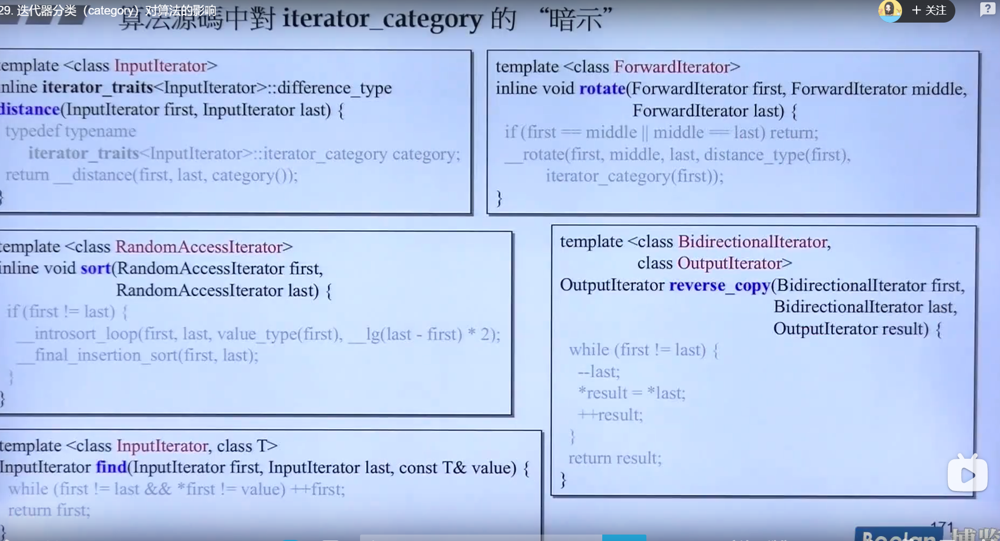 29. 迭代器分类（category）对算法的影响
+ 关注
算法源碼中對 iterator_category 的 “暗示”
template <class InputIterator>
inline iterator_traits<InputIterator>::difference_type
distance(InputIterator first, InputIterator last) {
typedef typename
iterator_traits<InputIterator>::iterator_category category;
return __distance(first, last, category());
}
template <class ForwardIterator>
inline void rotate(ForwardIterator first, ForwardIterator middle,
ForwardIterator last) {
if (first == middle || middle == last) return;
__rotate(first, middle, last, distance_type(first),
iterator_category(first));
}
template <class RandomAccessIterator>
inline void sort(RandomAccessIterator first,
RandomAccessIterator last) {
if (first != last) {
__introsort_loop(first, last, value_type(first), __lg(last - first) * 2);
__final_insertion_sort(first, last);
}
}
template <class BidirectionalIterator,
class OutputIterator>
OutputIterator reverse_copy(BidirectionalIterator first,
BidirectionalIterator last,
OutputIterator result) {
while (first != last) {
--last;
*result = *last;
++result;
}
return result;
}
template <class InputIterator, class T>
InputIterator find(InputIterator first, InputIterator last, const T& value) {
while (first != last && *first != value) ++first;
return first;
}
171
Boolan
博览